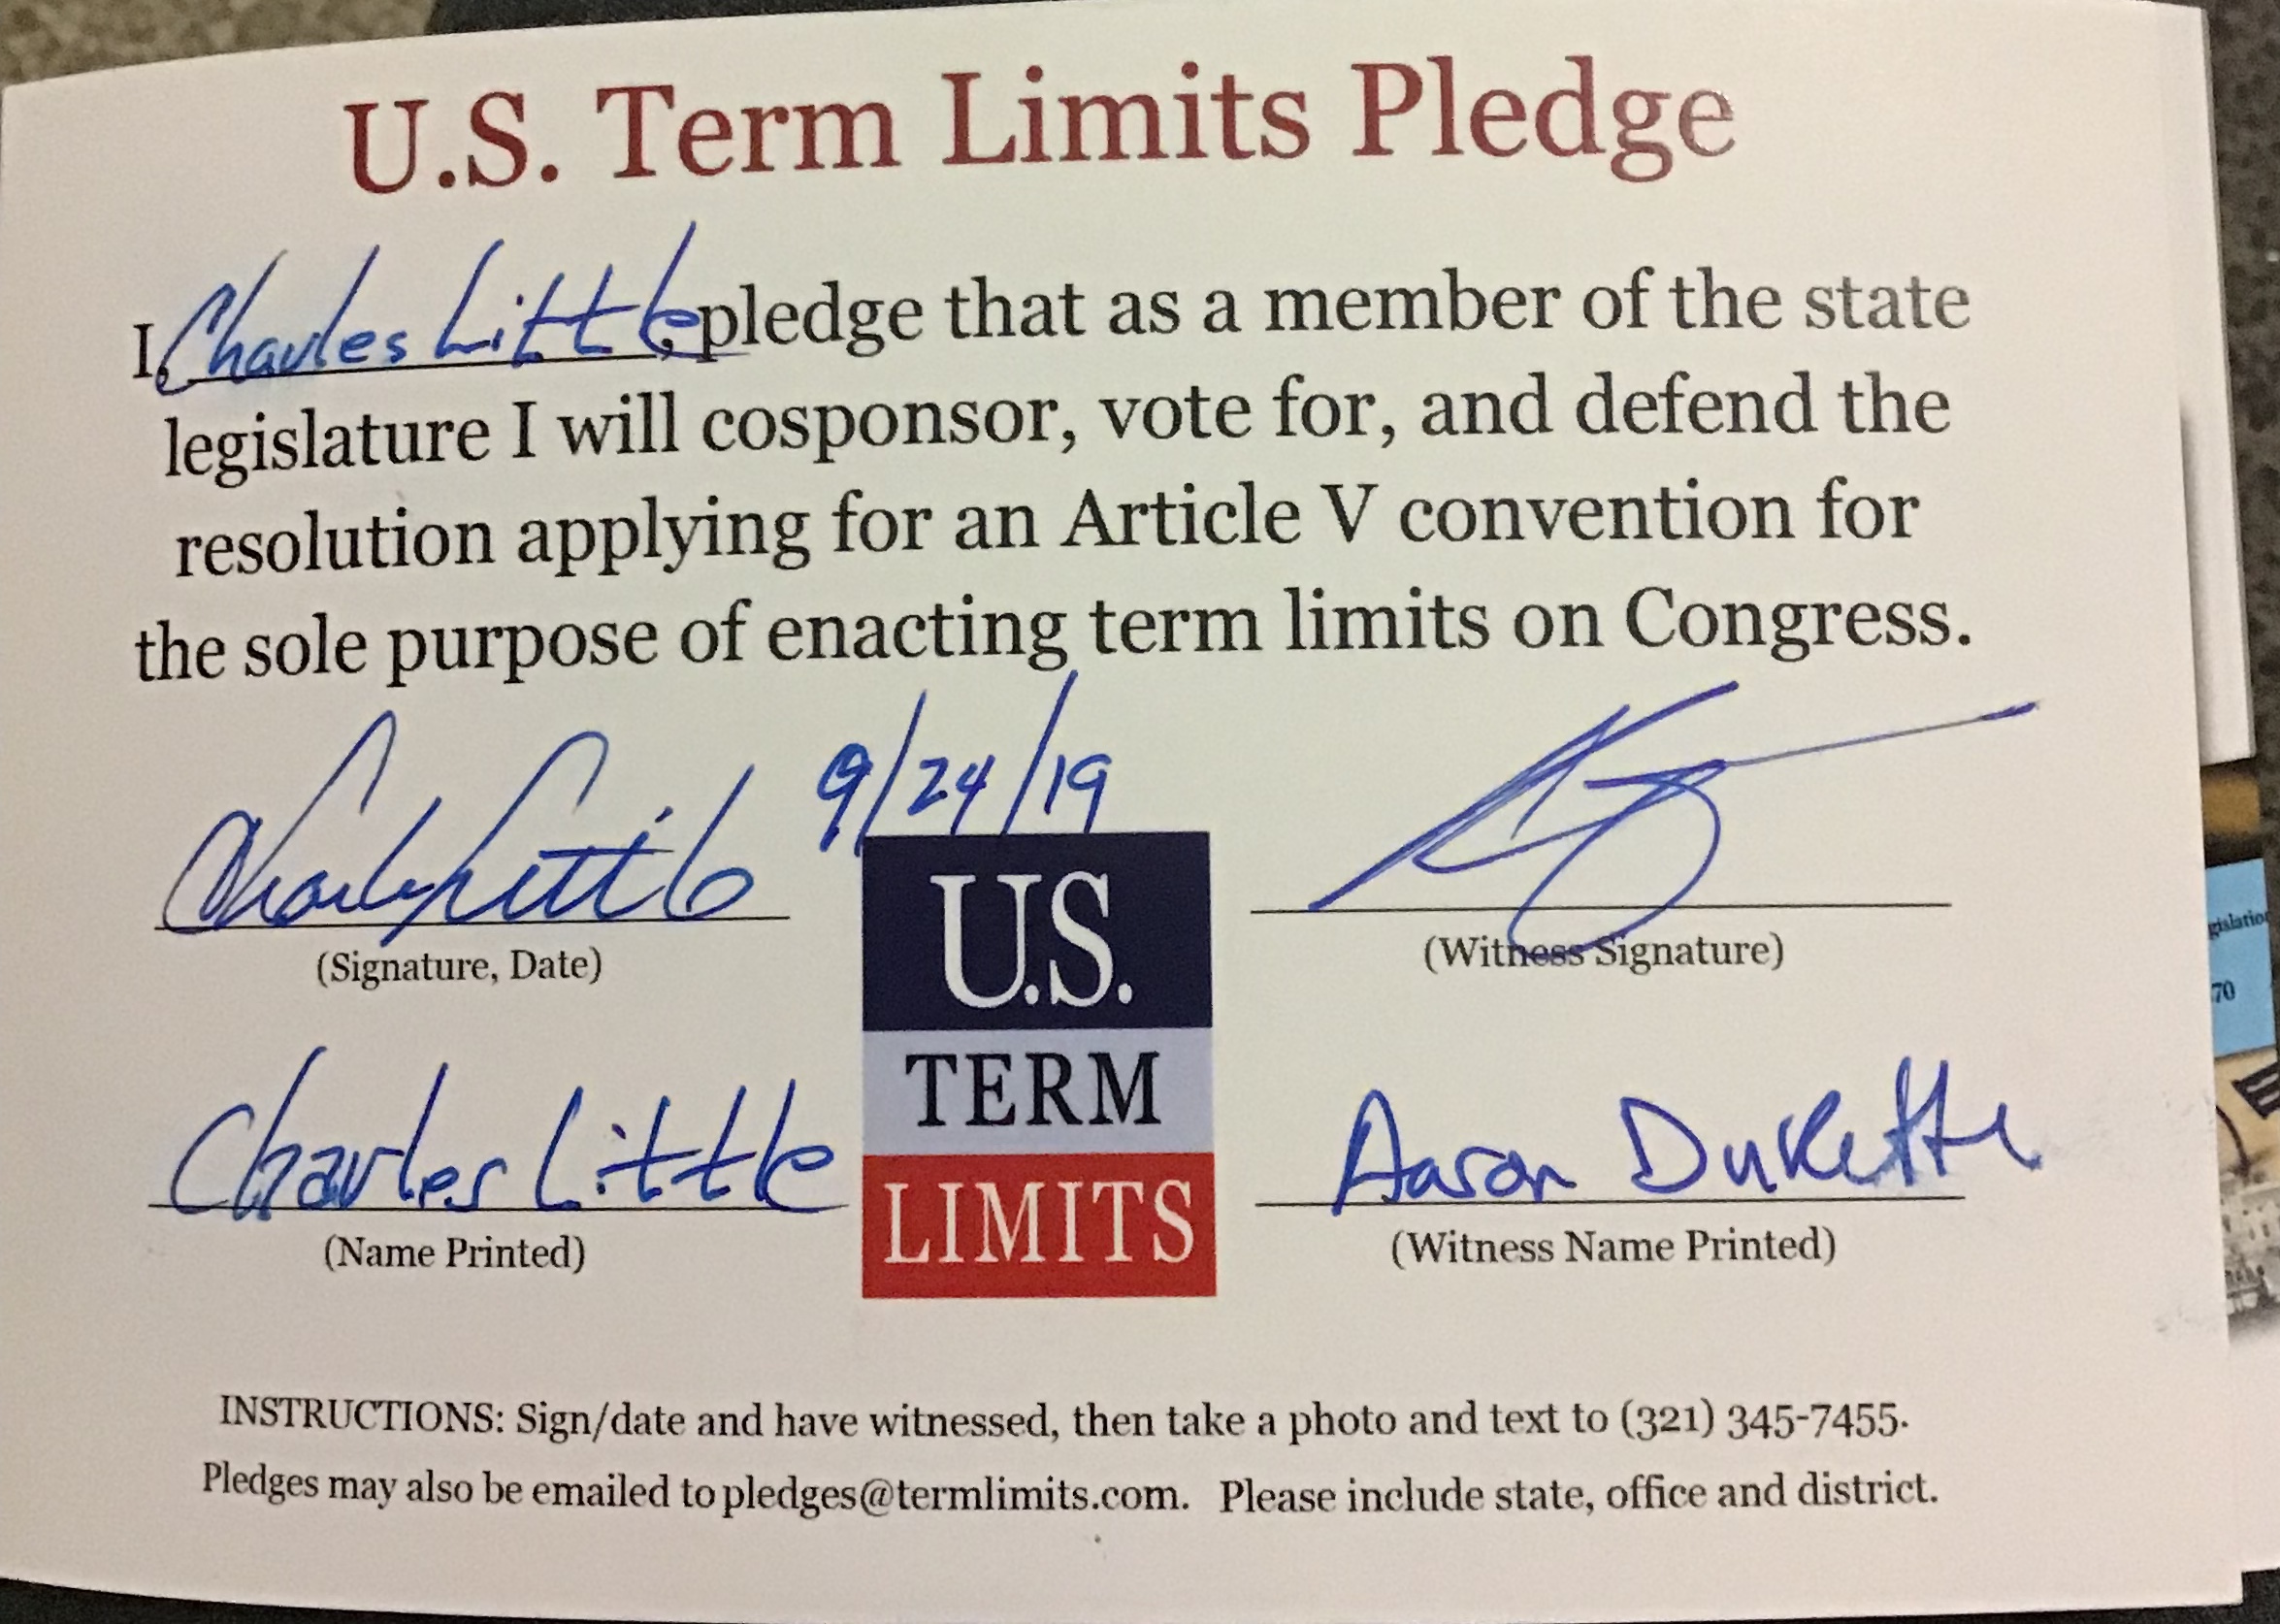 U.S. Term Limits Pledge
I, Charles Little, pledge that as a member of the state
legislature I will cosponsor, vote for, and defend the
resolution applying for an Article V convention for
the sole purpose of enacting term limits on Congress.
Charles Little 9/24/19
(Signature, Date)
(Witness Signature)
U.S.
TERM
LIMITS
Charles Little
(Name Printed)
Aaron Dukette
(Witness Name Printed)
INSTRUCTIONS: Sign/date and have witnessed, then take a photo and text to (321) 345-7455.
Pledges may also be emailed to pledges@termlimits.com. Please include state, office and district.
70